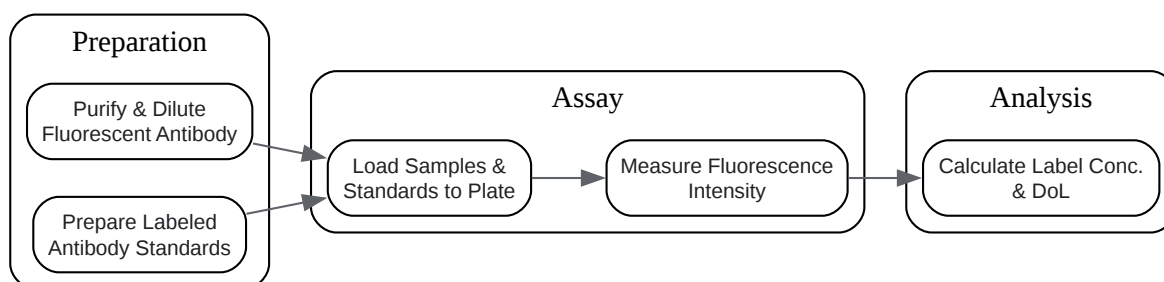 Preparation
Purify & Dilute
Fluorescent Antibody
Prepare Labeled
Antibody Standards
Assay
Load Samples &
Standards to Plate
Measure Fluorescence
Intensity
Analysis
Calculate Label Conc.
& DoL